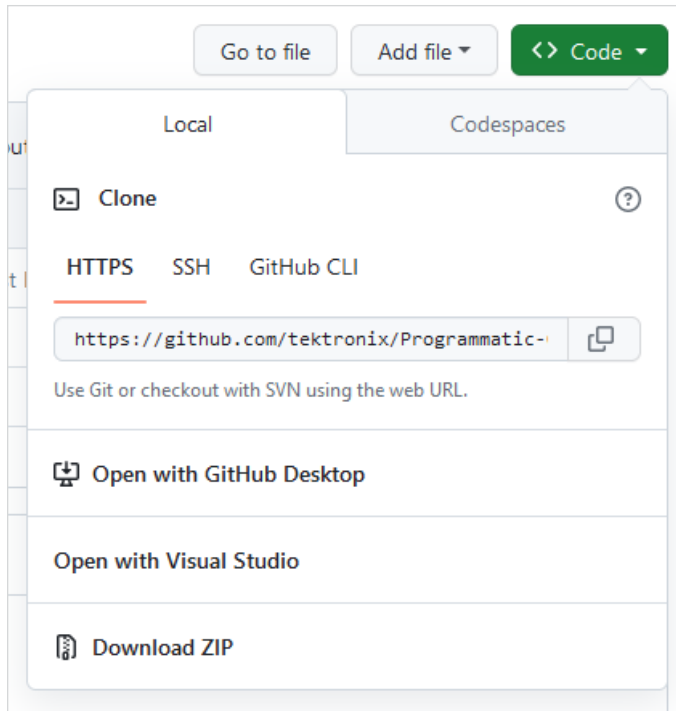 Go to file Add file <> Code
Local Codespaces
Clone
HTTPS SSH GitHub CLI
https://github.com/tektronix/Programmatic-
Use Git or checkout with SVN using the web URL.
Open with GitHub Desktop
Open with Visual Studio
Download ZIP